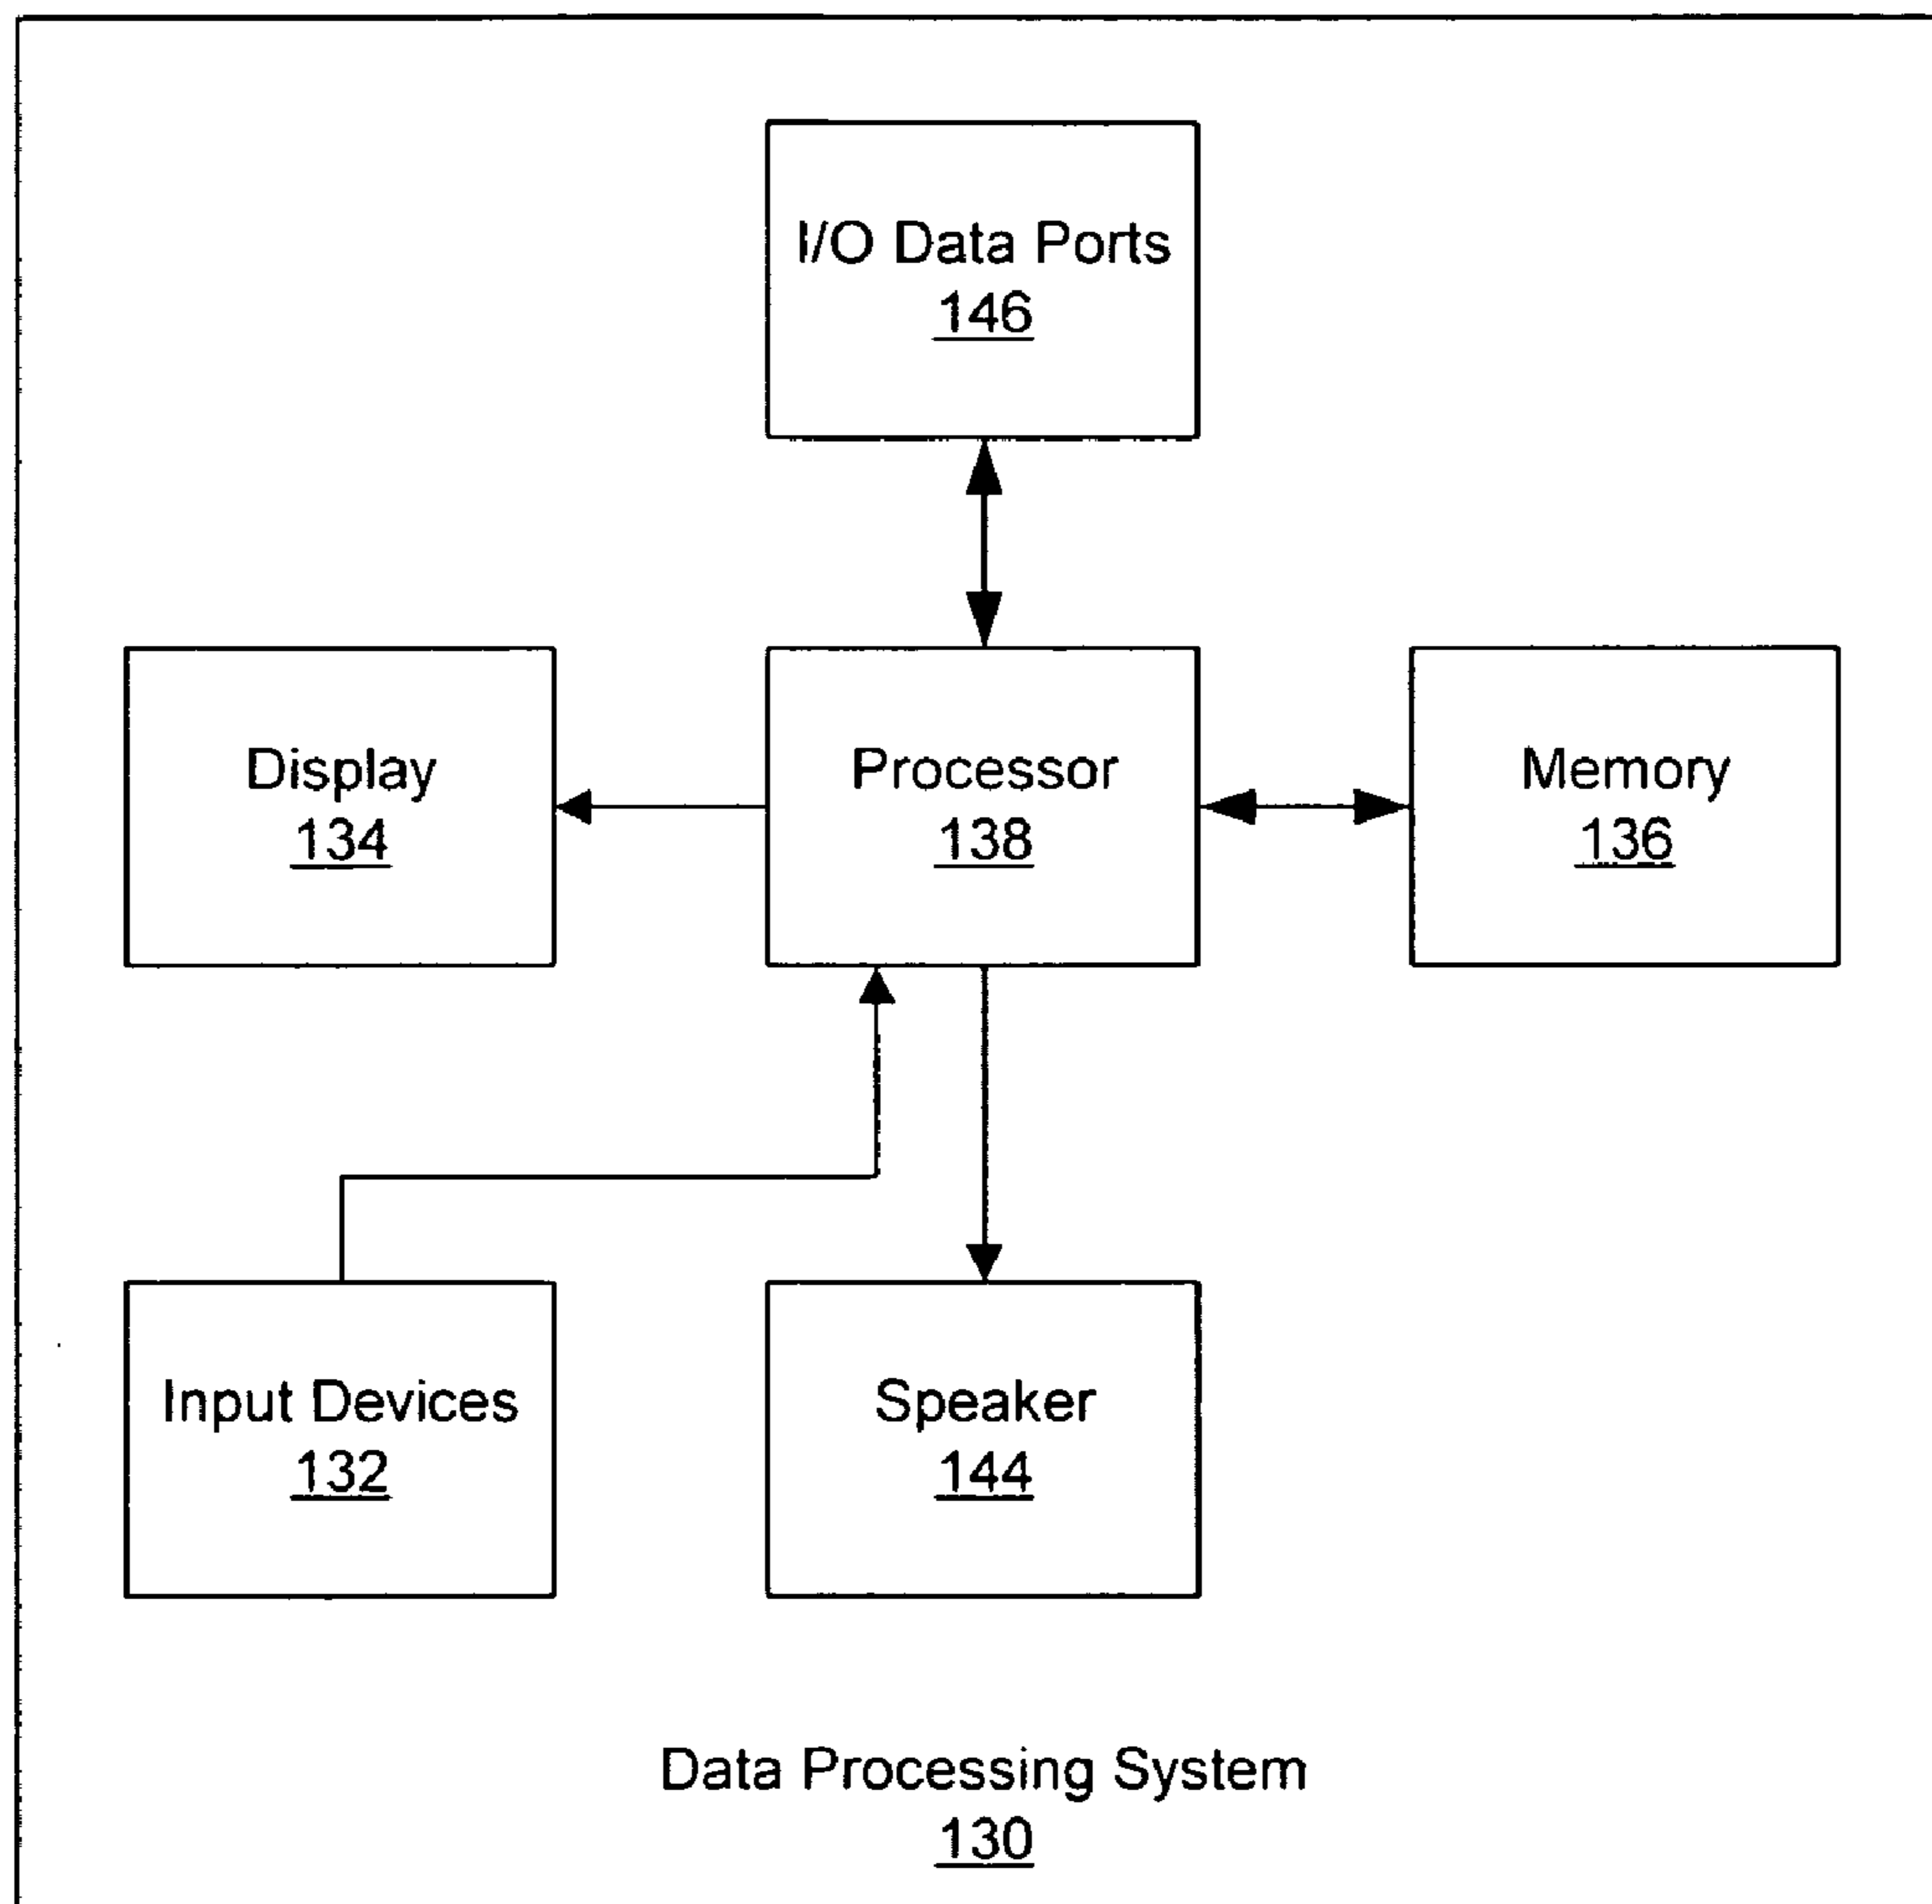 I/O Data Ports
146
Display
134
Processor
138
Memory
136
Input Devices
132
Speaker
144
Data Processing System
130